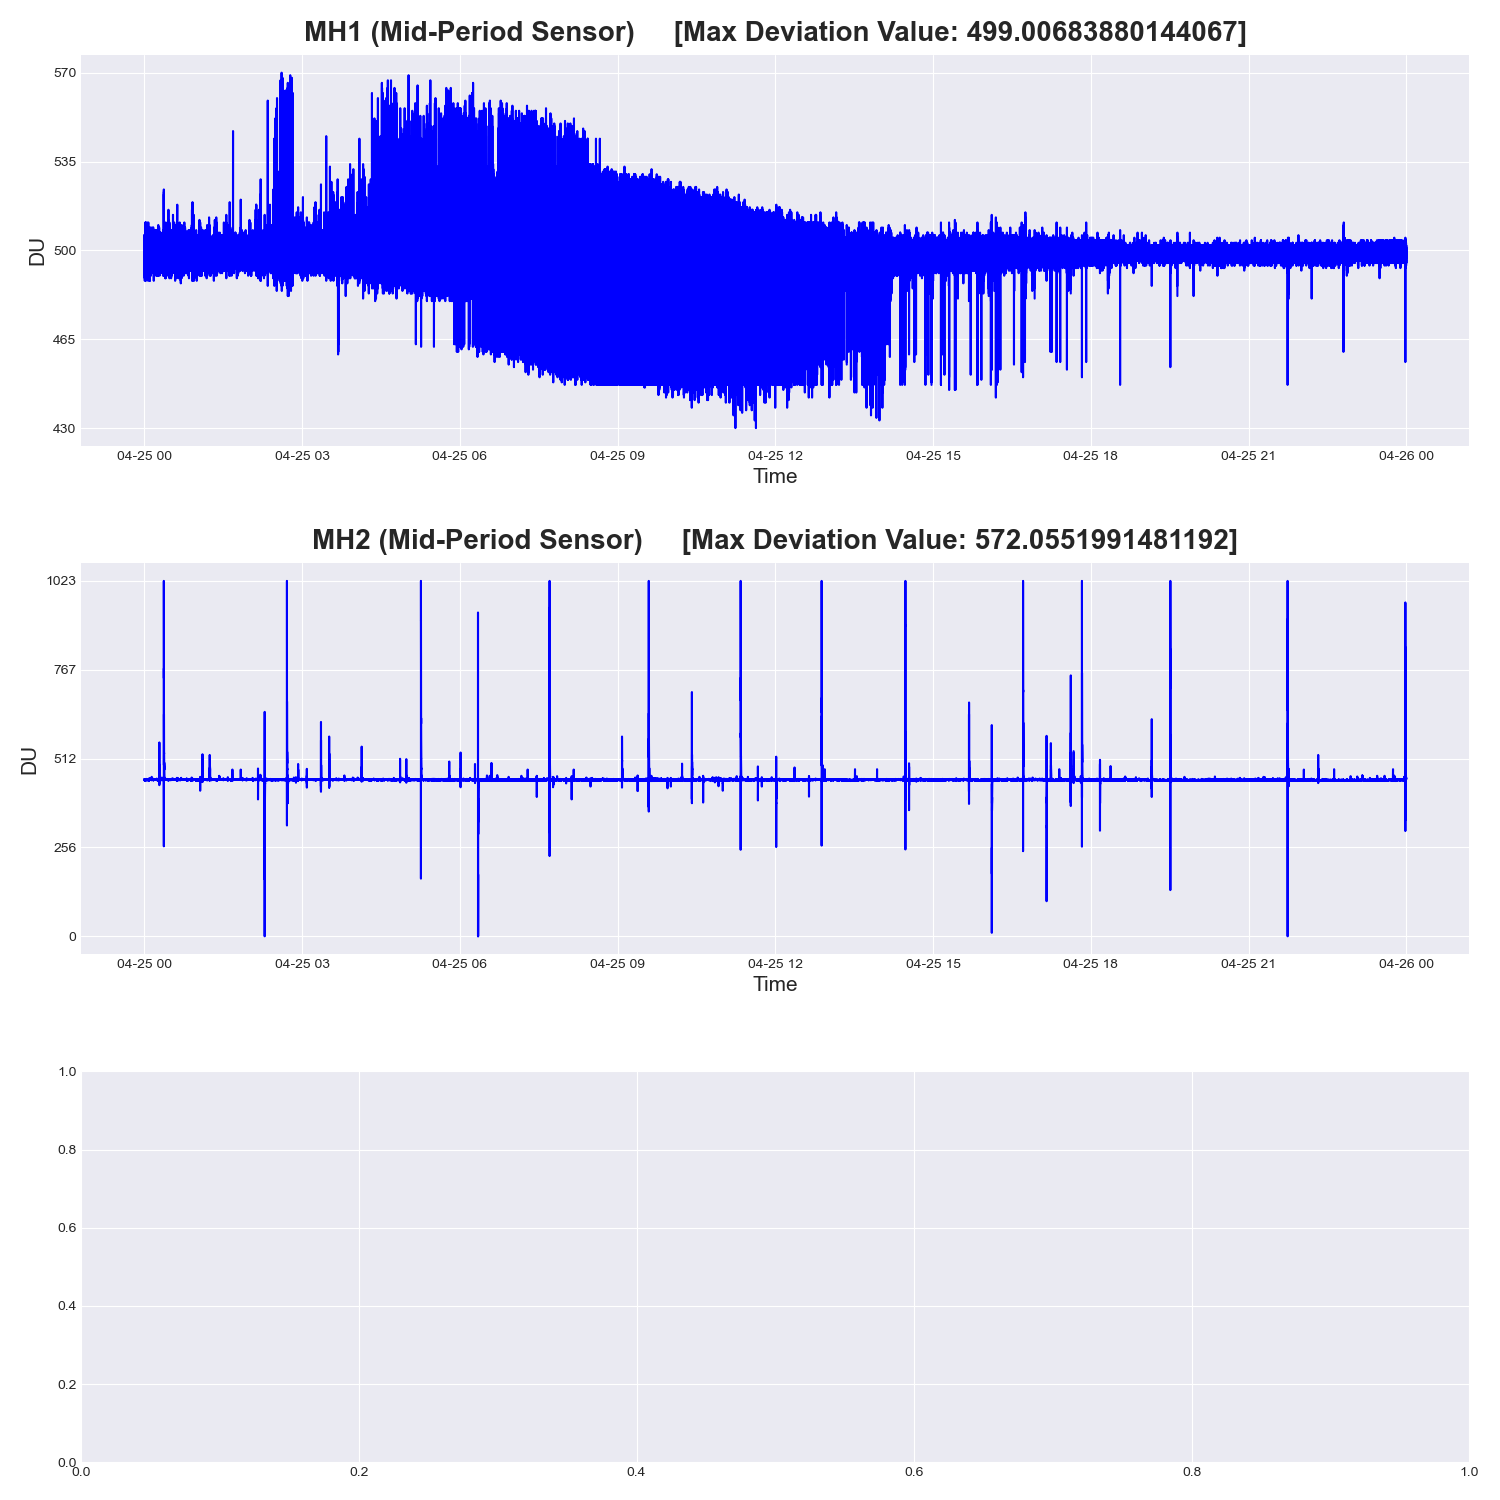 MH1 (Mid-Period Sensor) [Max Deviation Value: 499.00683880144067]
570
535
500
465
430
DU
04-25 00 04-25 03 04-25 06 04-25 09 04-25 12 04-25 15 04-25 18 04-25 21 04-26 00
Time
MH2 (Mid-Period Sensor) [Max Deviation Value: 572.0551991481192]
1023
767
512
256
0
DU
04-25 00 04-25 03 04-25 06 04-25 09 04-25 12 04-25 15 04-25 18 04-25 21 04-26 00
Time
1.0
0.8
0.6
0.4
0.2
0.0
0.0 0.2 0.4 0.6 0.8 1.0